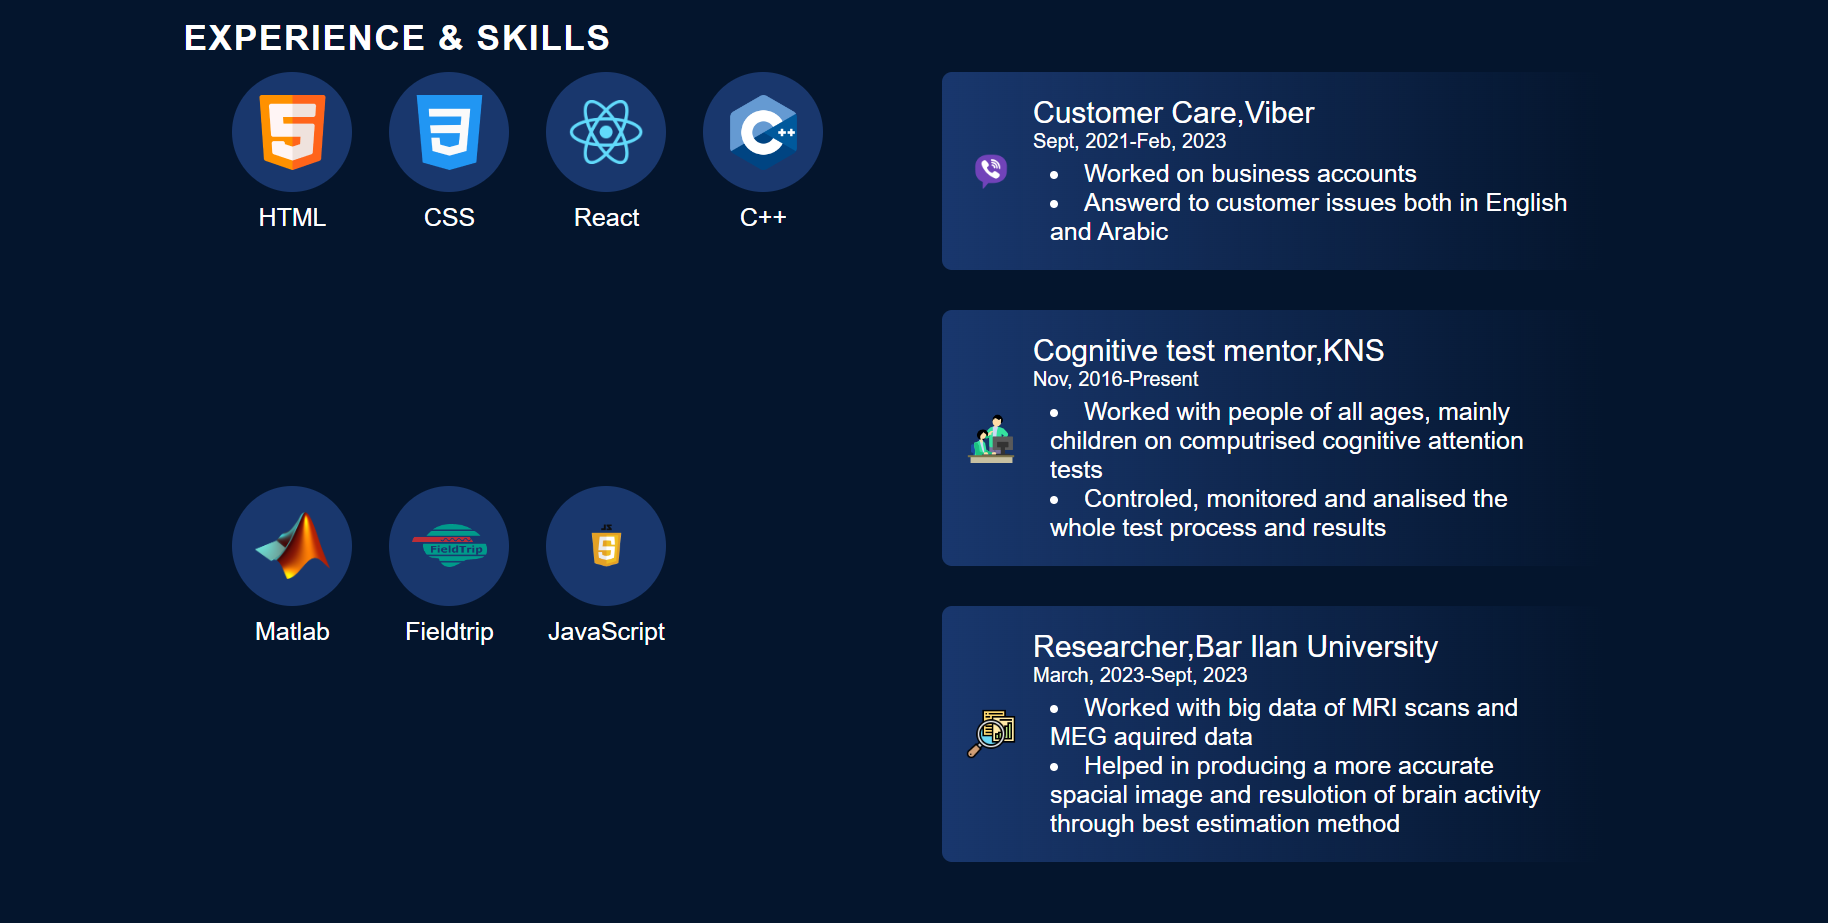 EXPERIENCE & SKILLS
HTML
CSS
React
C++
Matlab
FieldTrip
Fieldtrip
JS
JavaScript
Customer Care,Viber
Sept, 2021-Feb, 2023
• Worked on business accounts
• Answerd to customer issues both in English
and Arabic
Cognitive test mentor,KNS
Nov, 2016-Present
• Worked with people of all ages, mainly
children on computrised cognitive attention
tests
• Controled, monitored and analised the
whole test process and results
Researcher,Bar Ilan University
March, 2023-Sept, 2023
• Worked with big data of MRI scans and
MEG aquired data
• Helped in producing a more accurate
spacial image and resulotion of brain activity
through best estimation method